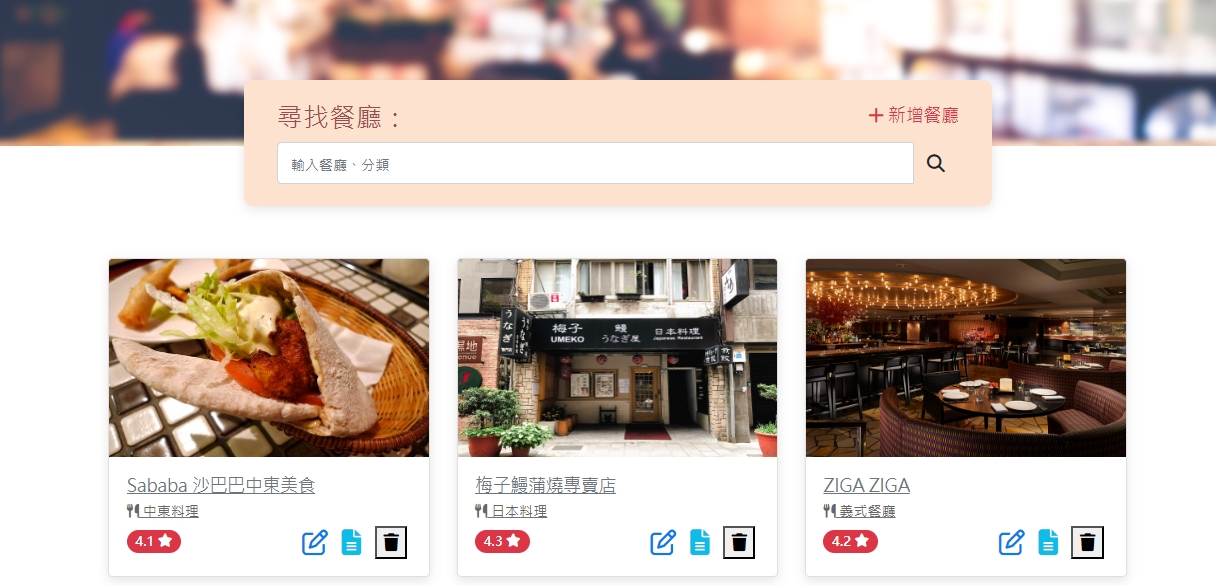 尋找餐廳：
新增餐廳
輸入餐廳、分類
うなぎ
梅子 鰻 日本料理
UMEKO うなぎ屋 Japanese Restaurant
Sababa 沙巴巴中東美食
中東料理
4.1
梅子鰻蒲燒專賣店
日本料理
4.3
ZIGA ZIGA
義式餐廳
4.2